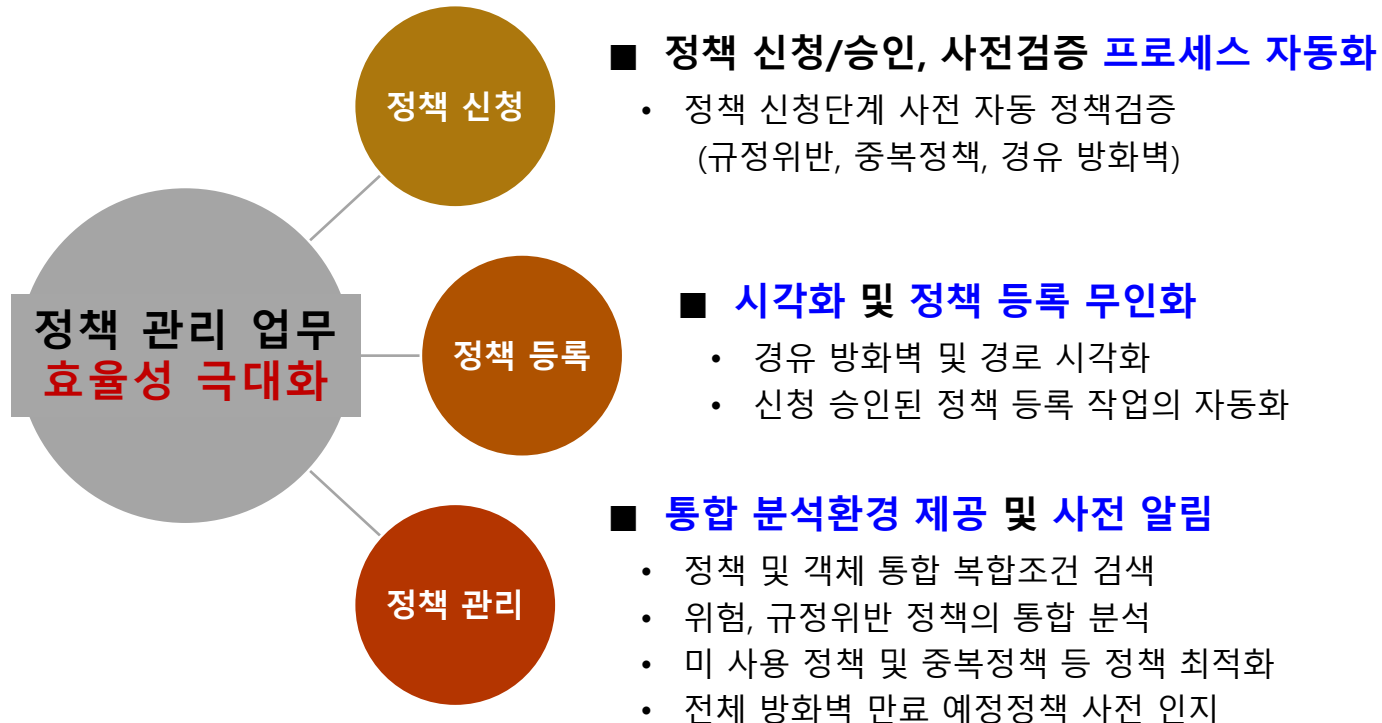 정책 관리 업무
효율성 극대화
정책 신청
■ 정책 신청/승인, 사전검증 프로세스 자동화
• 정책 신청단계 사전 자동 정책검증
(규정위반, 중복정책, 경유 방화벽)
정책 등록
■ 시각화 및 정책 등록 무인화
• 경유 방화벽 및 경로 시각화
• 신청 승인된 정책 등록 작업의 자동화
정책 관리
■ 통합 분석환경 제공 및 사전 알림
• 정책 및 객체 통합 복합조건 검색
• 위험, 규정위반 정책의 통합 분석
• 미 사용 정책 및 중복정책 등 정책 최적화
• 전체 방화벽 만료 예정정책 사전 인지